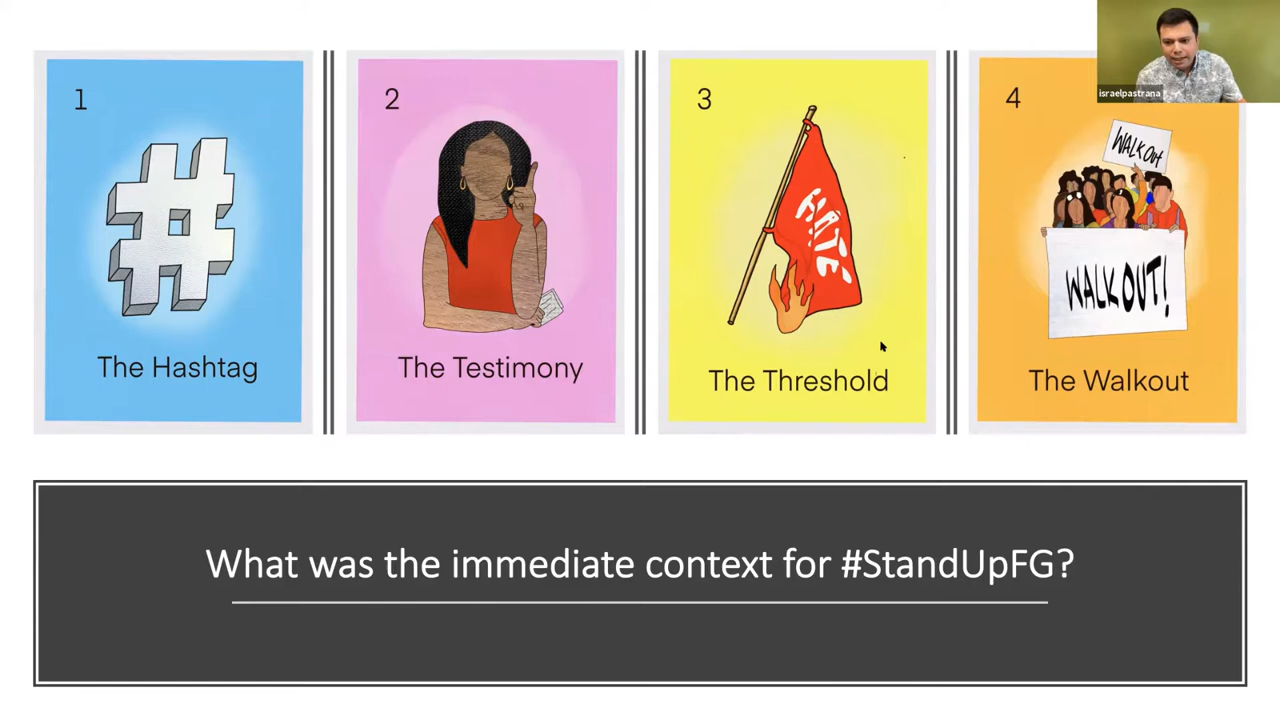 israelpastrana
1
2
3
4
WALKOUT
HATE
WALKOUT!
The Hashtag
The Testimony
The Threshold
The Walkout
What was the immediate context for #StandUpFG?